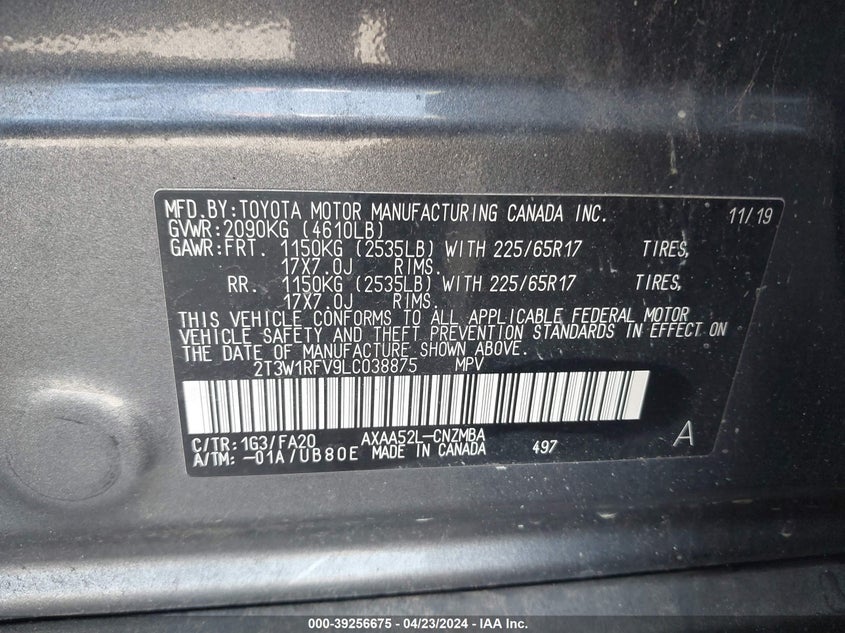 MFD.BY:TOYOTA MOTOR MANUFACTURING CANADA INC. 11/19
GVWR:2090KG (4610LB)
GAWR:FRT. 1150KG (2535LB) WITH 225/65R17 TIRES,
17X7.0J RIMS.
RR. 1150KG (2535LB) WITH 225/65R17 TIRES,
17X7.0J RIMS.
THIS VEHICLE CONFORMS TO ALL APPLICABLE FEDERAL MOTOR
VEHICLE SAFETY AND THEFT PREVENTION STANDARDS IN EFFECT ON
THE DATE OF MANUFACTURE SHOWN ABOVE.
2T3W1RFV9LC038875 MPV
C/TR:1G3/FA20 AXAA52L-CNZMBA A
A/TM:-01A/UB80E MADE IN CANADA 497
000-39256675 - 04/23/2024 - IAA Inc.